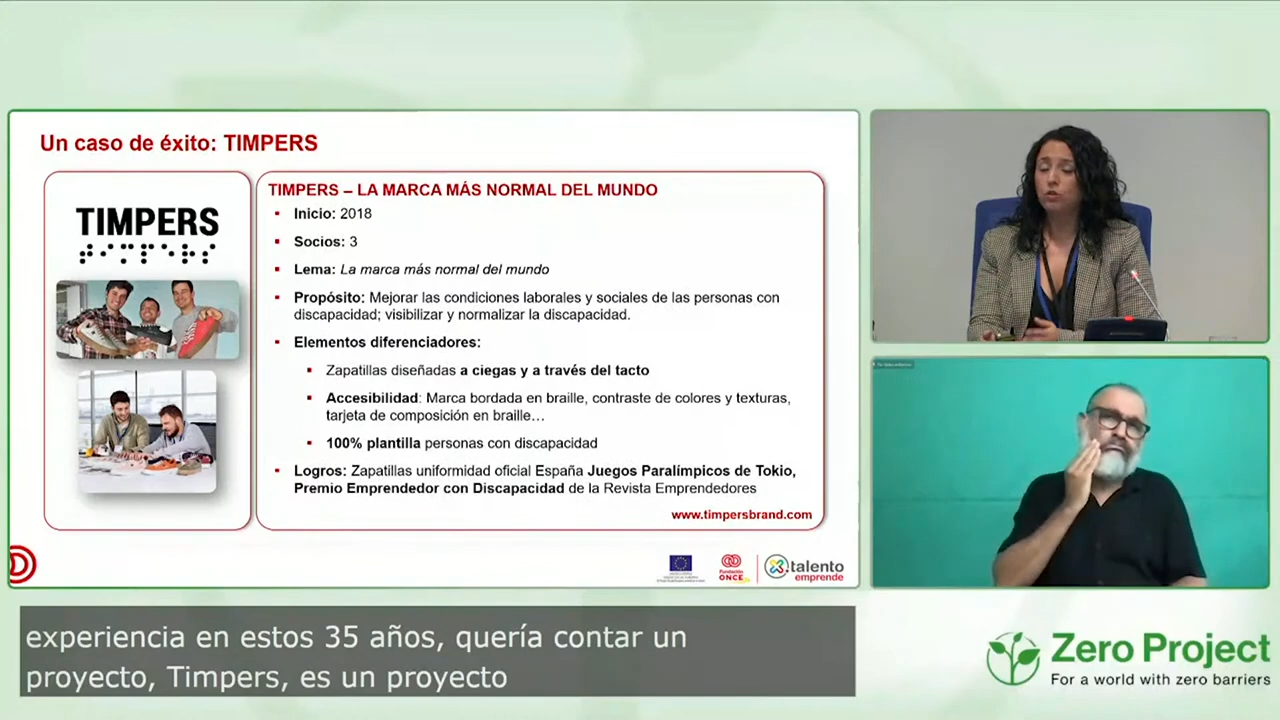 Un caso de éxito: TIMPERS
TIMPERS
TIMPERS – LA MARCA MÁS NORMAL DEL MUNDO
Inicio: 2018
Socios: 3
Lema: La marca más normal del mundo
Propósito: Mejorar las condiciones laborales y sociales de las personas con
discapacidad; visibilizar y normalizar la discapacidad.
Elementos diferenciadores:
Zapatillas diseñadas a ciegas y a través del tacto
Accesibilidad: Marca bordada en braille, contraste de colores y texturas,
tarjeta de composición en braille…
100% plantilla personas con discapacidad
Logros: Zapatillas uniformidad oficial España Juegos Paralímpicos de Tokio,
Premio Emprendedor con Discapacidad de la Revista Emprendedores
www.timpersbrand.com
Fundación
ONCE
talento
emprende
experiencia en estos 35 años, quería contar un
proyecto, Timpers, es un proyecto
Zero Project
For a world with zero barriers